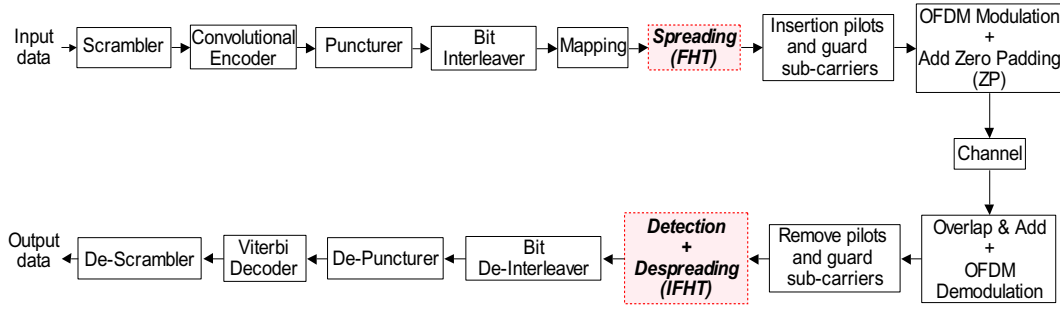 Input
data
Scrambler
Convolutional
Encoder
Puncturer
Bit
Interleaver
Mapping
Spreading
(FHT)
Insertion pilots
and guard
sub-carriers
OFDM Modulation
+
Add Zero Padding
(ZP)
Channel
Overlap & Add
+
OFDM
Demodulation
Remove pilots
and guard
sub-carriers
Detection
+
Despreading
(IFHT)
Bit
De-Interleaver
De-Puncturer
Viterbi
Decoder
De-Scrambler
Output
data